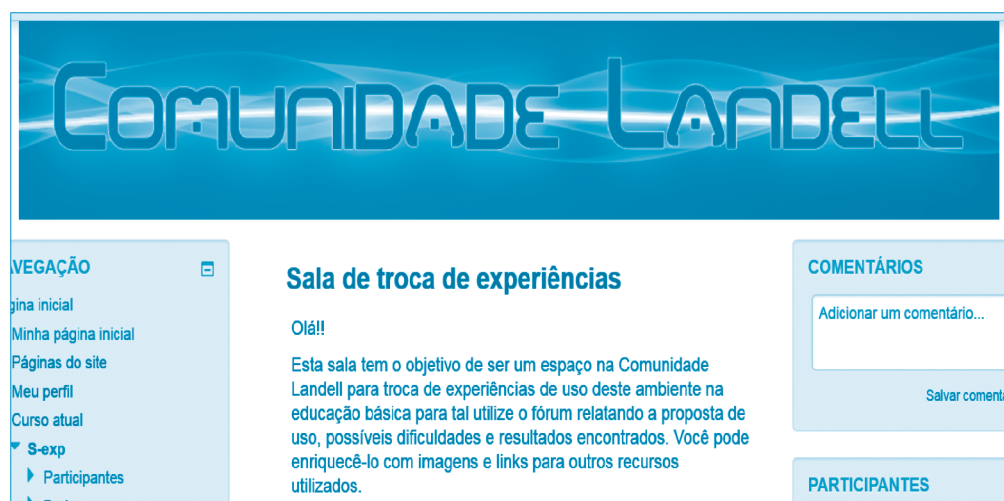 COMUNIDADE LANDELL
VEGAÇÃO
gina inicial
Minha página inicial
Páginas do site
Meu perfil
Curso atual
S-exp
Participantes
Sala de troca de experiências
Olá!!
Esta sala tem o objetivo de ser um espaço na Comunidade
Landell para troca de experiências de uso deste ambiente na
educação básica para tal utilize o fórum relatando a proposta de
uso, possíveis dificuldades e resultados encontrados. Você pode
enriquecê-lo com imagens e links para outros recursos
utilizados.
COMENTÁRIOS
Adicionar um comentário...
Salvar comentá
PARTICIPANTES